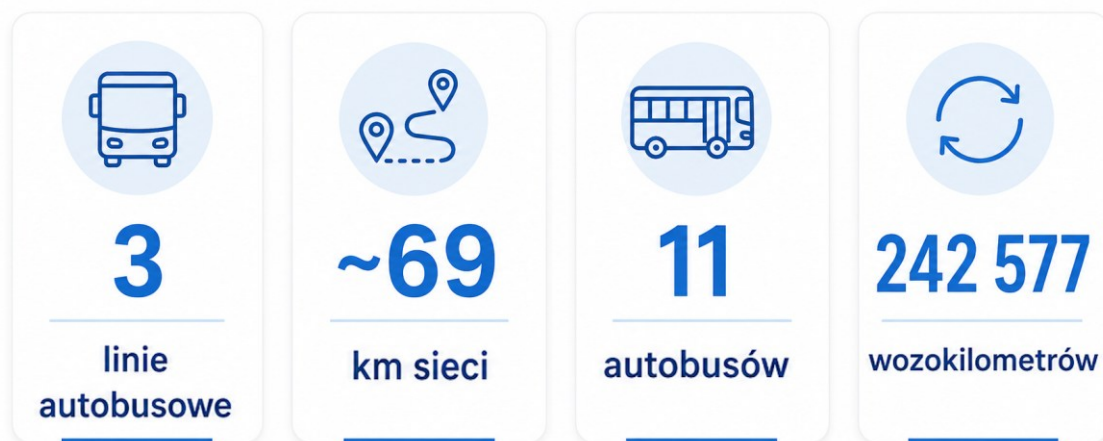 3
linie
autobusowe
~69
km sieci
11
autobusów
242 577
wozokilometrów